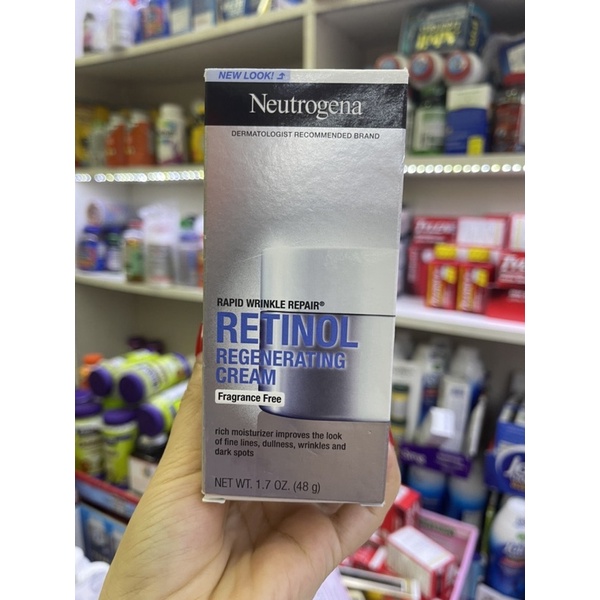 NEW LOOK!
Neutrogena
DERMATOLOGIST RECOMMENDED BRAND
RAPID WRINKLE REPAIR®
RETINOL
REGENERATING
CREAM
Fragrance Free
rich moisturizer improves the look
of fine lines, dullness, wrinkles and
dark spots
NET WT. 1.7 OZ. (48 g)